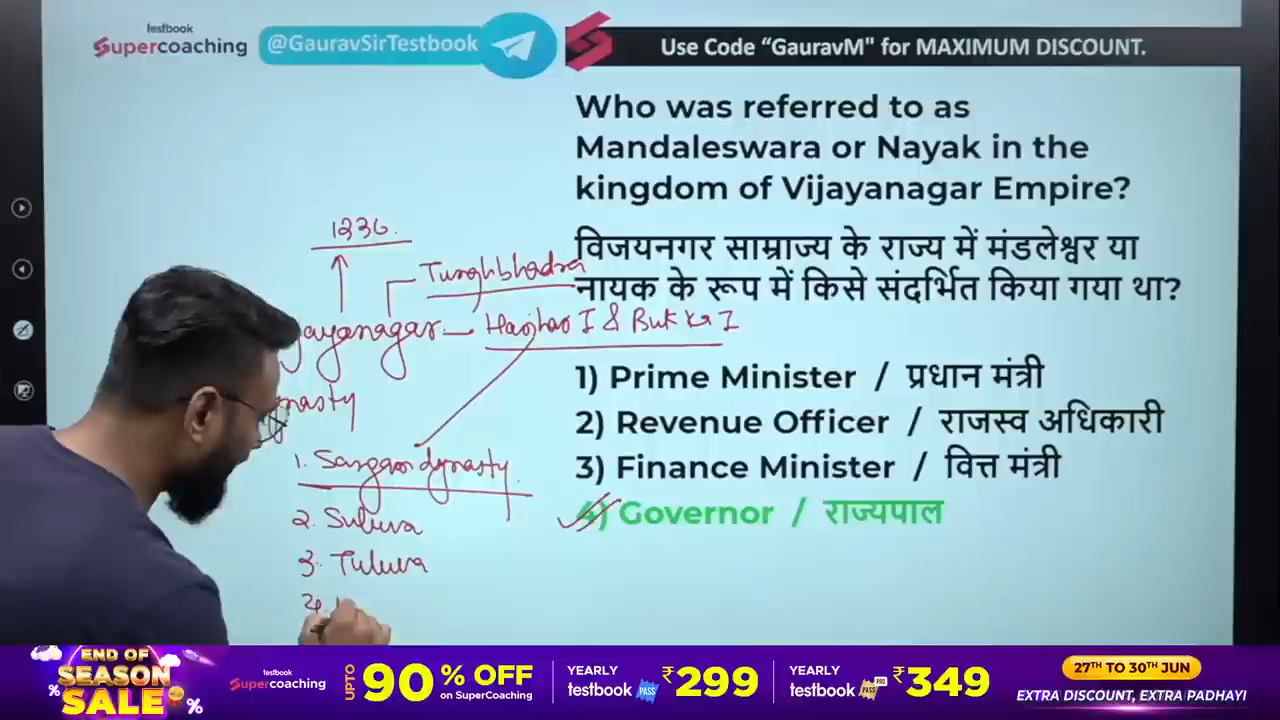 testbook
Supercoaching
@GauravSirTestbook
Use Code “GauravM" for MAXIMUM DISCOUNT.
Who was referred to as
Mandaleswara or Nayak in the
kingdom of Vijayanagar Empire?
विजयनगर साम्राज्य के राज्य में मंडलेश्वर या
नायक के रूप में किसे संदर्भित किया गया था?
1) Prime Minister / प्रधान मंत्री
2) Revenue Officer / राजस्व अधिकारी
3) Finance Minister / वित्त मंत्री
4) Governor / राज्यपाल
1336.
Tunghbhadra
jayanagar — Harihar I & Bukka I
nasty
1. Sangam dynasty
2. Suluva
3. Tuluva
4.
END OF
SEASON
SALE
%
%
testbook
Supercoaching
UPTO 90% OFF
on SuperCoaching
YEARLY
testbook PASS ₹299
YEARLY
testbook PASS PRO ₹349
27TH TO 30TH JUN
EXTRA DISCOUNT, EXTRA PADHAYI